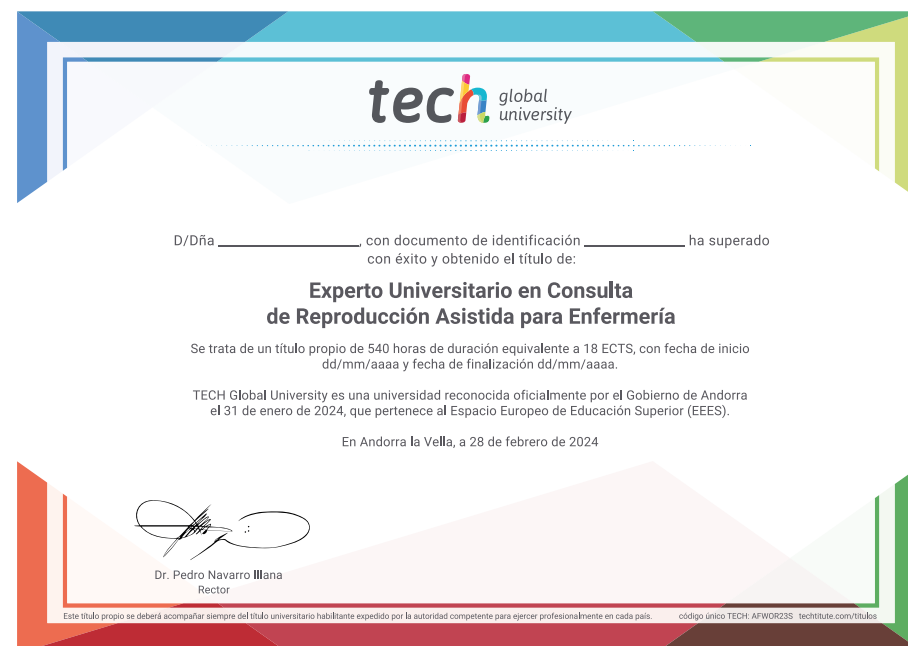 tech global university
D/Dña ____________________, con documento de identificación ______________ ha superado
con éxito y obtenido el título de:
Experto Universitario en Consulta
de Reproducción Asistida para Enfermería
Se trata de un título propio de 540 horas de duración equivalente a 18 ECTS, con fecha de inicio
dd/mm/aaaa y fecha de finalización dd/mm/aaaa.
TECH Global University es una universidad reconocida oficialmente por el Gobierno de Andorra
el 31 de enero de 2024, que pertenece al Espacio Europeo de Educación Superior (EEES).
En Andorra la Vella, a 28 de febrero de 2024
Dr. Pedro Navarro Illana
Rector
Este título propio se deberá acompañar siempre del título universitario habilitante expedido por la autoridad competente para ejercer profesionalmente en cada país. código único TECH: AFWOR23S techtitute.com/titulos